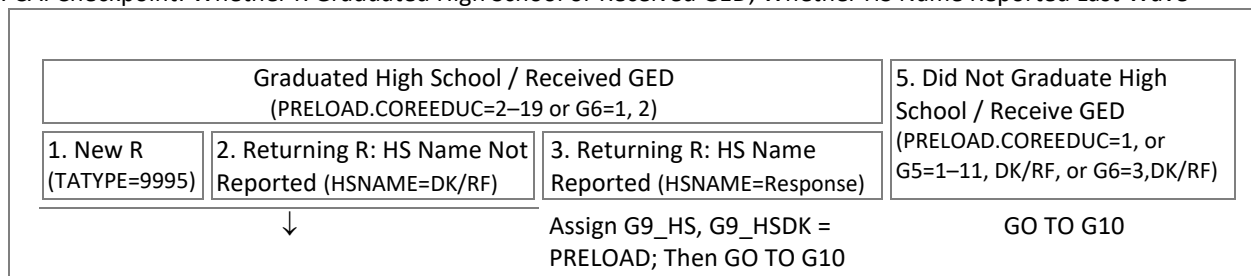 Graduated High School / Received GED
(PRELOAD.COREEDUC=2–19 or G6=1, 2)
5. Did Not Graduate High
School / Receive GED
(PRELOAD.COREEDUC=1, or
G5=1–11, DK/RF, or G6=3,DK/RF)
1. New R
(TATYPE=9995)
2. Returning R: HS Name Not
Reported (HSNAME=DK/RF)
3. Returning R: HS Name
Reported (HSNAME=Response)
↓
Assign G9_HS, G9_HSDK =
PRELOAD; Then GO TO G10
GO TO G10